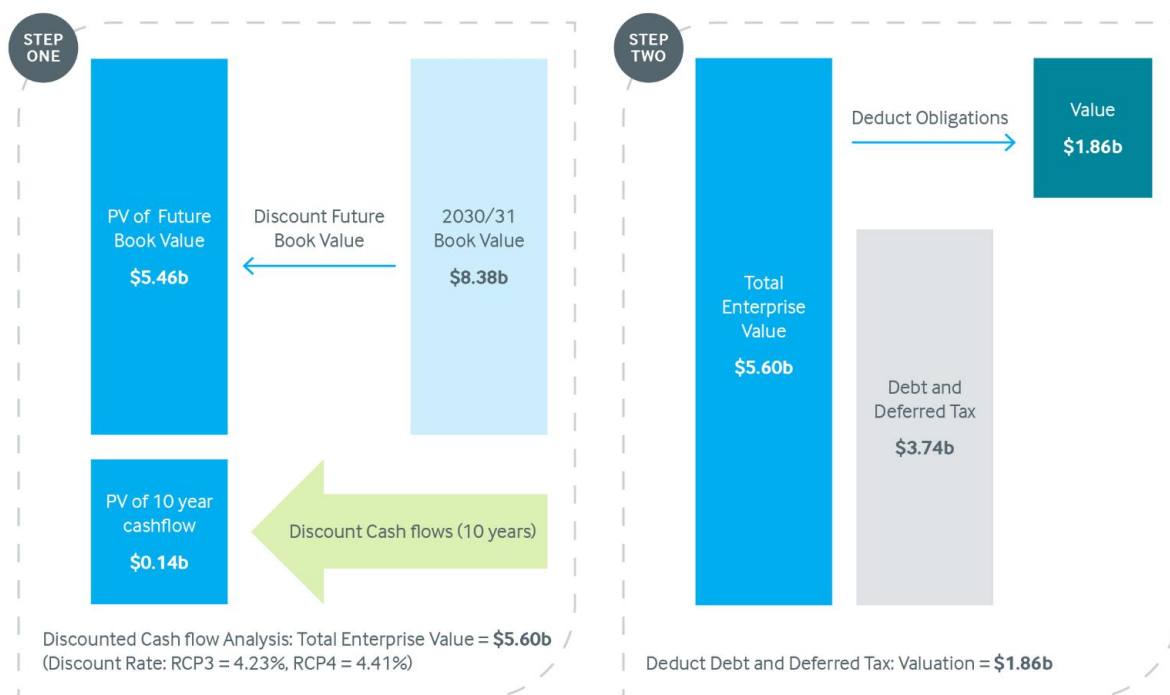 STEP
ONE
PV of Future
Book Value
$5.46b
Discount Future
Book Value
2030/31
Book Value
$8.38b
PV of 10 year
cashflow
$0.14b
Discount Cash flows (10 years)
Discounted Cash flow Analysis: Total Enterprise Value = $5.60b
(Discount Rate: RCP3 = 4.23%, RCP4 = 4.41%)
STEP
TWO
Total
Enterprise
Value
$5.60b
Deduct Obligations
Value
$1.86b
Debt and
Deferred Tax
$3.74b
Deduct Debt and Deferred Tax: Valuation = $1.86b